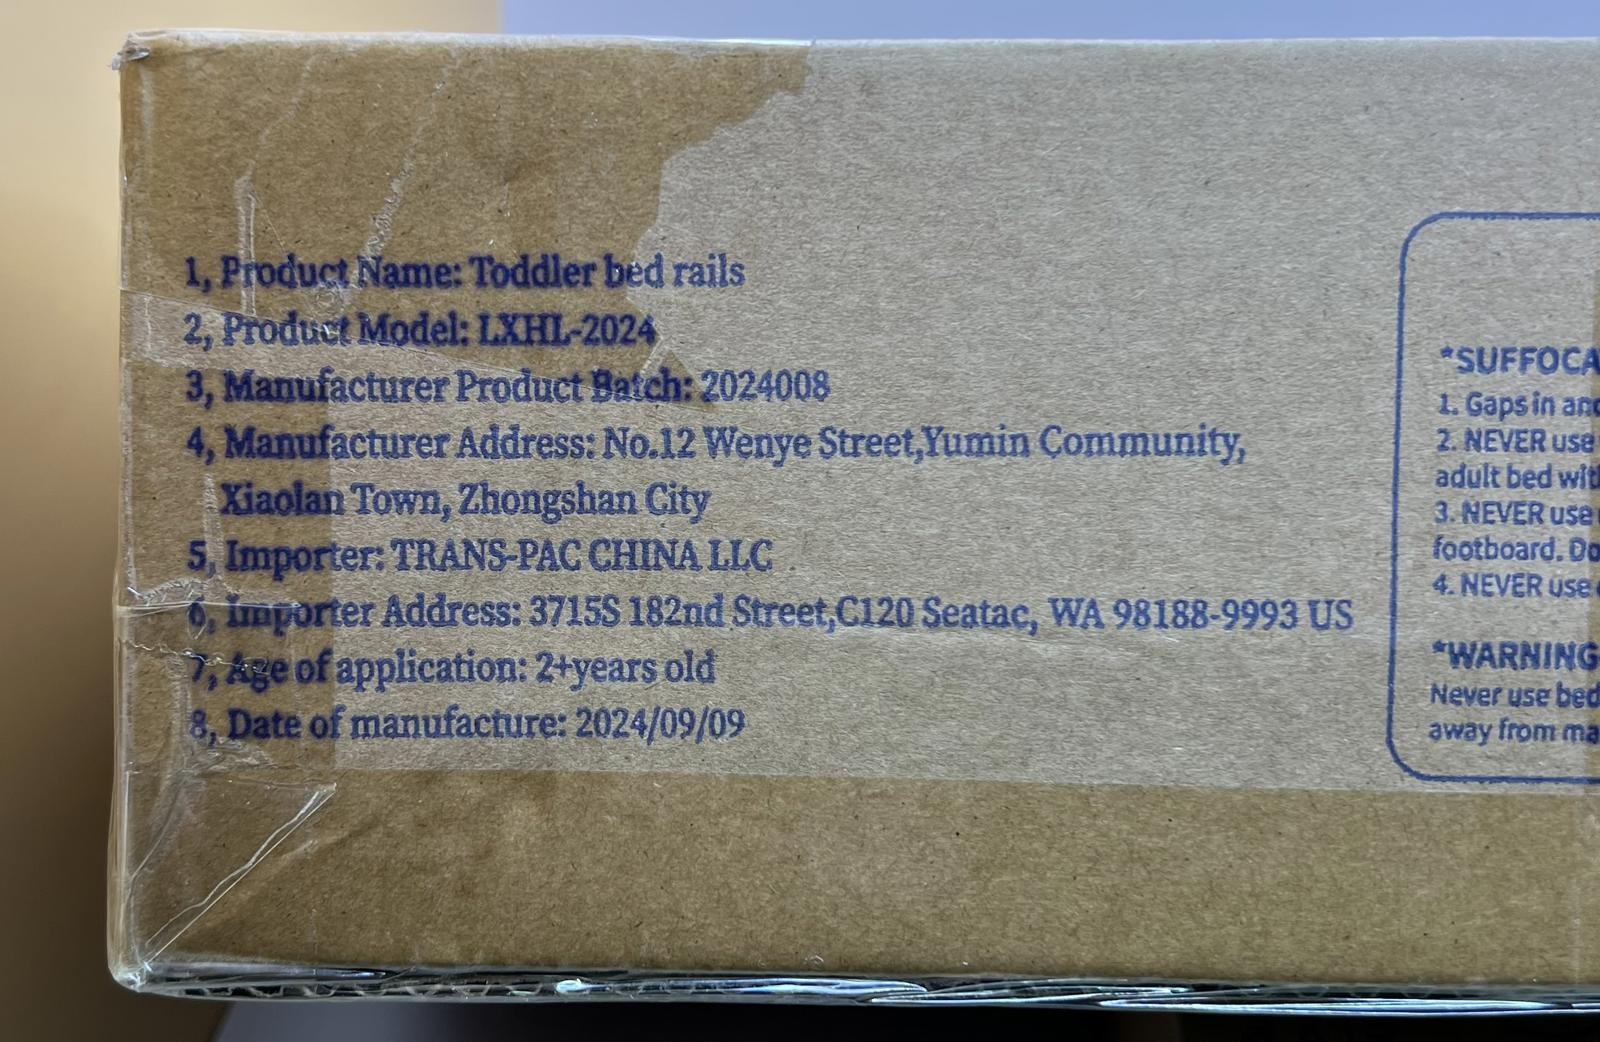 1, Product Name: Toddler bed rails
2, Product Model: LXHL-2024
3, Manufacturer Product Batch: 2024008
4, Manufacturer Address: No.12 Wenye Street,Yumin Community,
Xiaolan Town, Zhongshan City
5, Importer: TRANS-PAC CHINA LLC
6, Importer Address: 3715S 182nd Street,C120 Seatac, WA 98188-9993 US
7, Age of application: 2+years old
8, Date of manufacture: 2024/09/09
*SUFFOCA
1. Gaps in and
2. NEVER use
adult bed with
3. NEVER use
footboard. Do
4. NEVER use
*WARNING
Never use bed
away from ma